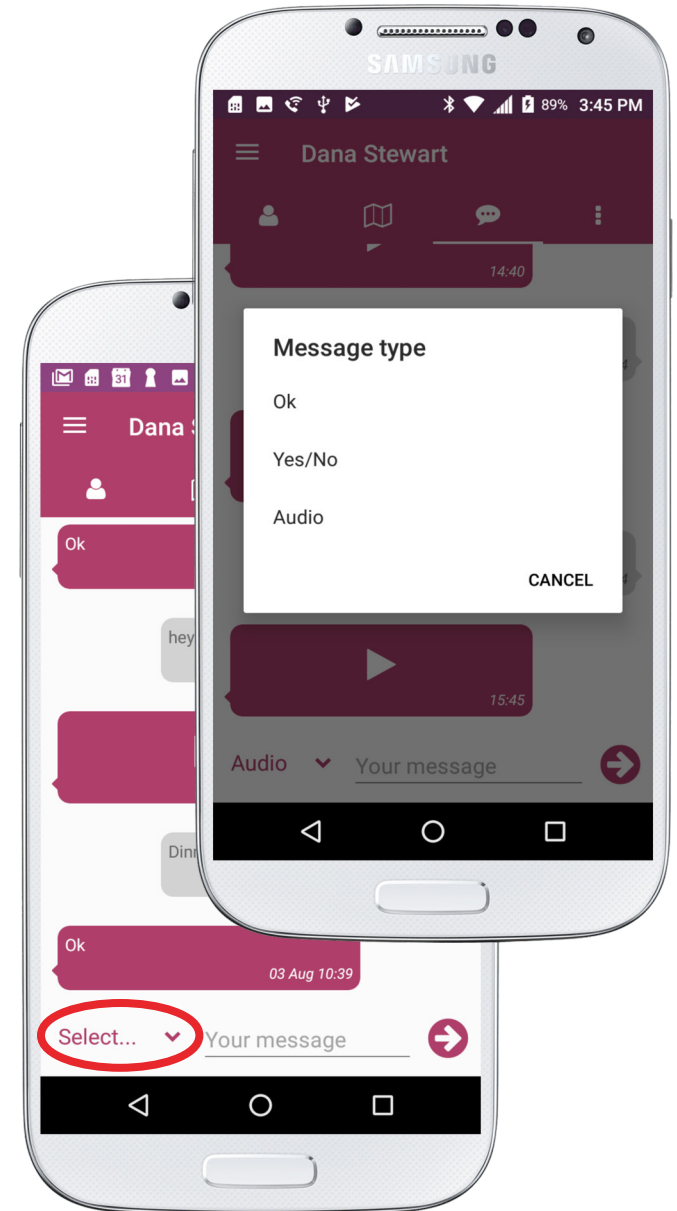 SAMSUNG
89% 3:45 PM
Dana Stewart
14:40
Message type
Ok
Yes/No
Audio
CANCEL
15:45
Audio
Your message
31
Dana
Ok
hey
Ok
03 Aug 10:39
Select...
Your message